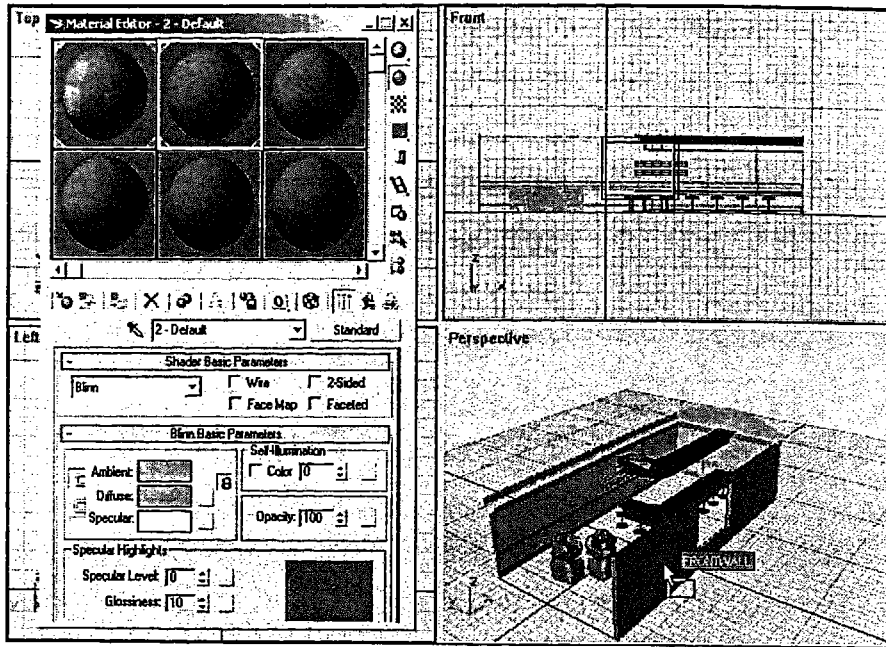 Top
Material Editor - 2 - Default
2 - Default
Standard
Shader Basic Parameters
Blinn
Wire
2-Sided
Face Map
Faceted
Blinn Basic Parameters
Ambient:
Diffuse:
Specular:
Self-Illumination
Color 0
Opacity: 100
Specular Highlights
Specular Level: 0
Glossiness: 10
Left
Front
Z
Perspective
FRONTWALL
Z